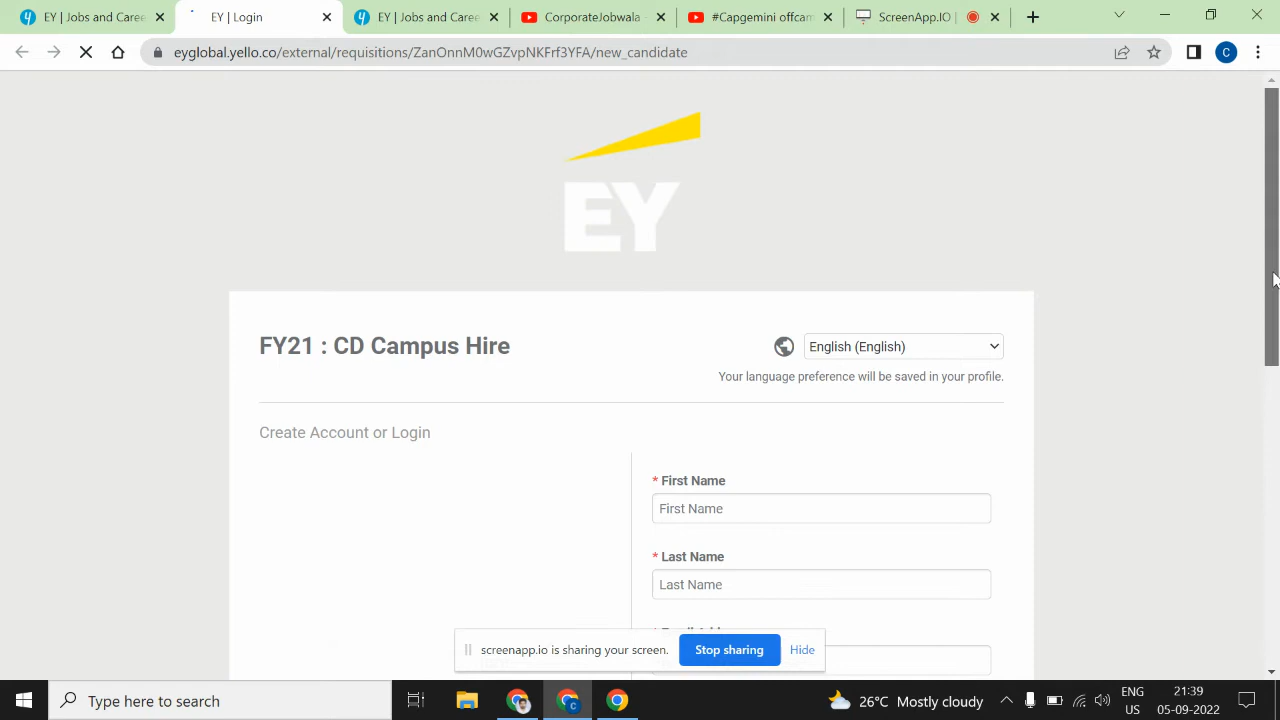 EY | Jobs and Caree
EY | Login
EY | Jobs and Caree
CorporateJobwala -
#Capgemini offcam
ScreenApp.IO |
eyglobal.yello.co/external/requisitions/ZanOnnM0wGZvpNKFrf3YFA/new_candidate
C
EY
FY21 : CD Campus Hire
English (English)
Your language preference will be saved in your profile.
Create Account or Login
* First Name
First Name
* Last Name
Last Name
screenapp.io is sharing your screen.
Stop sharing
Hide
Type here to search
26°C Mostly cloudy
ENG
US
21:39
05-09-2022